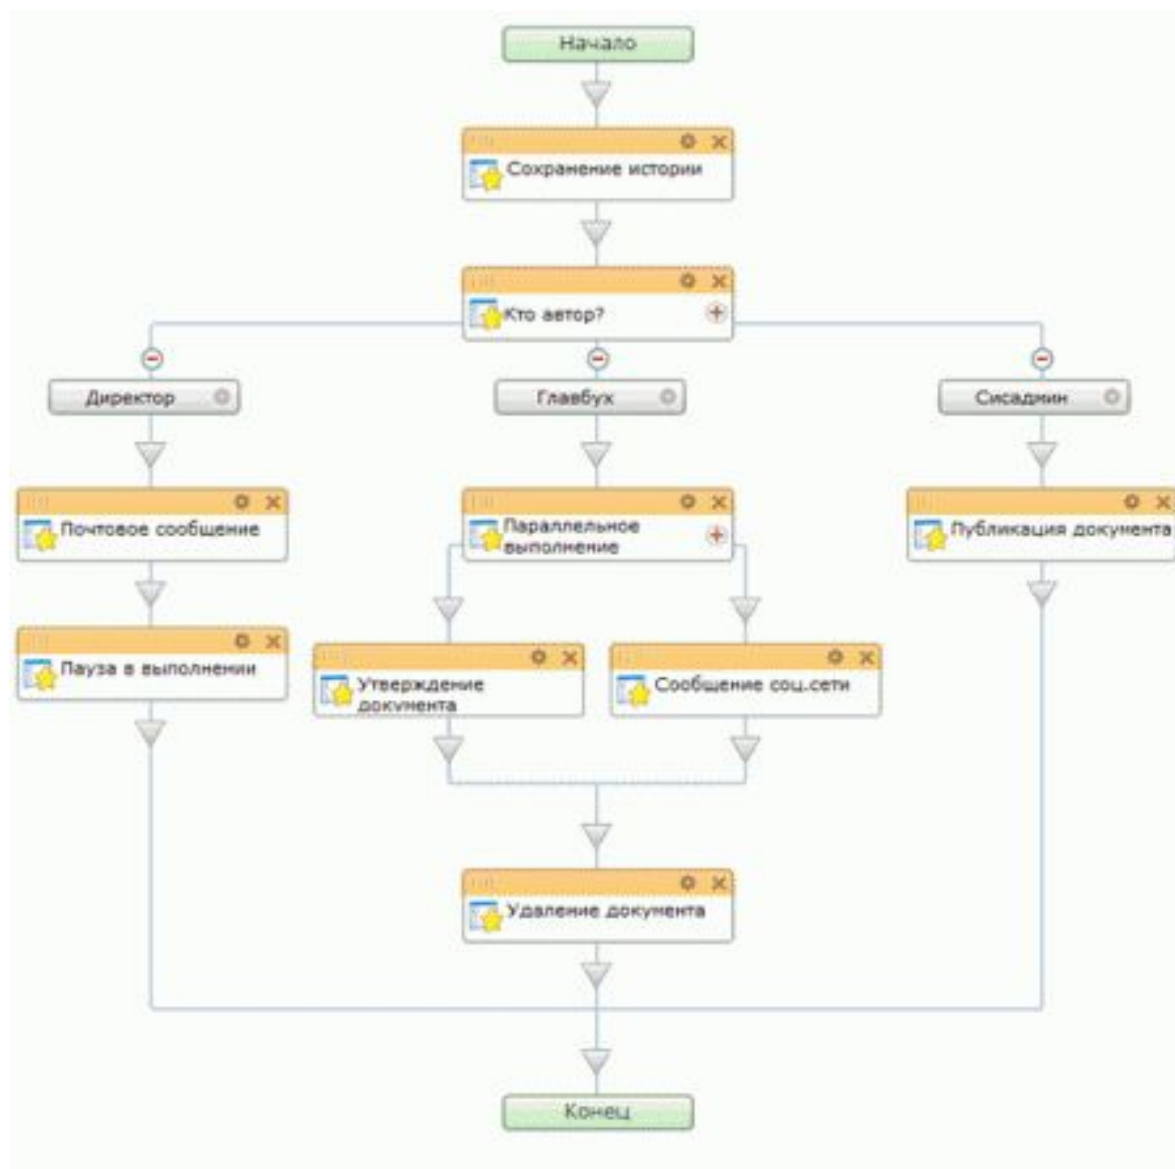 Начало
Сохранение истории
Кто автор?
Директор
Главбух
Сисадмин
Почтовое сообщение
Параллельное
выполнение
Публикация документа
Пауза в выполнении
Утверждение
документа
Сообщение соц.сети
Удаление документа
Конец